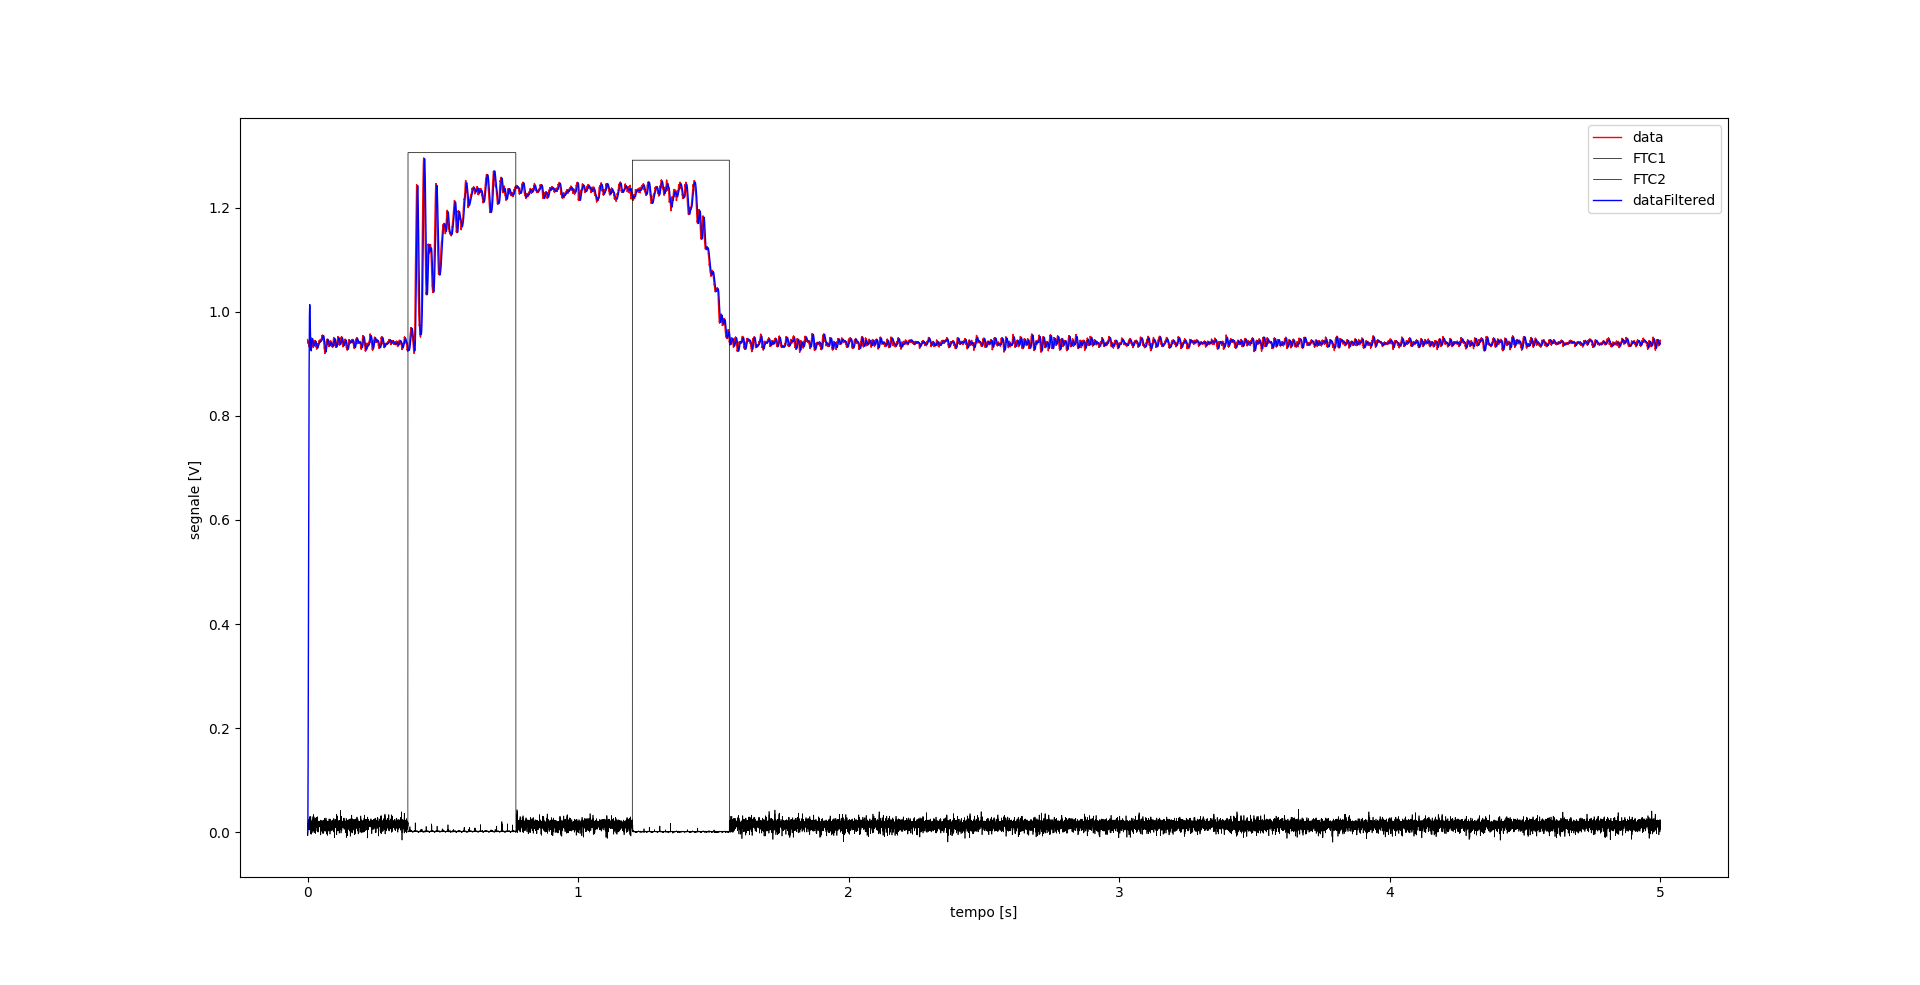 data
FTC1
FTC2
dataFiltered
1.2
1.0
0.8
0.6
0.4
0.2
0.0
segnale [V]
0 1 2 3 4 5
tempo [s]